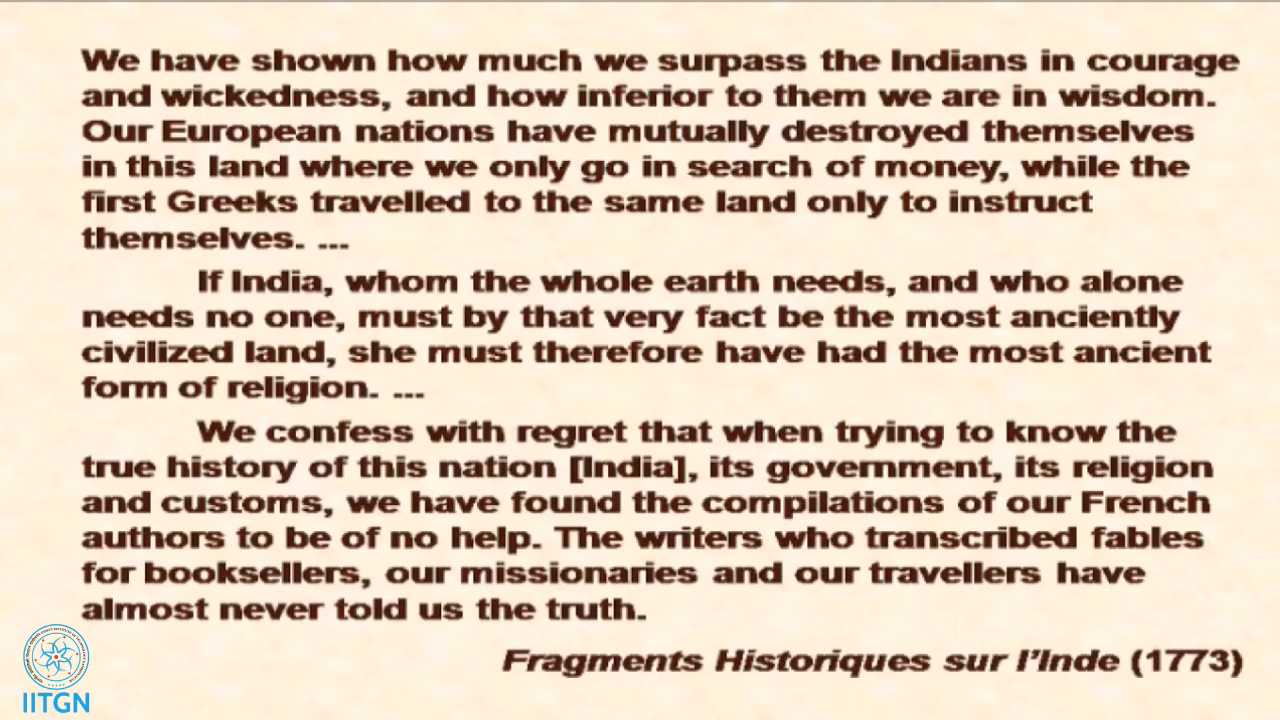 We have shown how much we surpass the Indians in courage
and wickedness, and how inferior to them we are in wisdom.
Our European nations have mutually destroyed themselves
in this land where we only go in search of money, while the
first Greeks travelled to the same land only to instruct
themselves. ...
If India, whom the whole earth needs, and who alone
needs no one, must by that very fact be the most anciently
civilized land, she must therefore have had the most ancient
form of religion. ...
We confess with regret that when trying to know the
true history of this nation [India], its government, its religion
and customs, we have found the compilations of our French
authors to be of no help. The writers who transcribed fables
for booksellers, our missionaries and our travellers have
almost never told us the truth.
Fragments Historiques sur l'Inde (1773)
IITGN